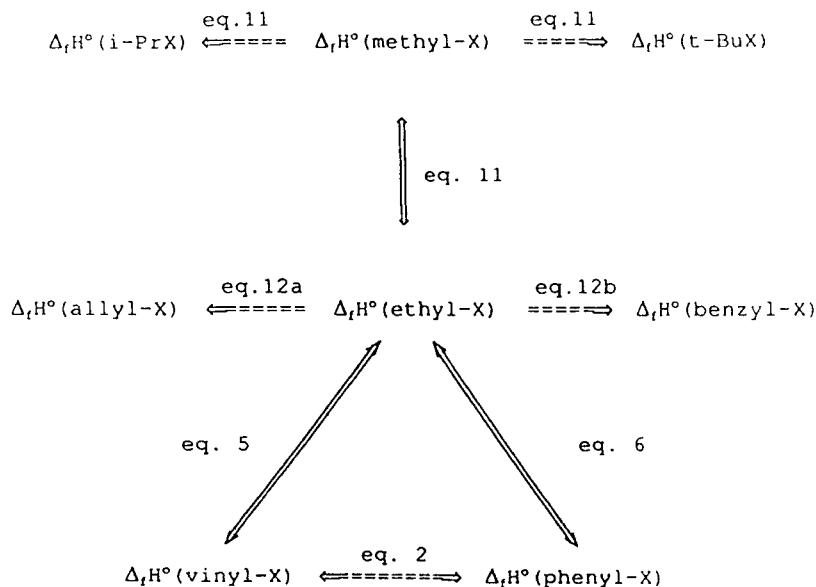 eq.11 eq.11
ΔfH°(i-PrX) ⇐==== ΔfH°(methyl-X) ====⇒ ΔfH°(t-BuX)
eq. 11
eq.12a eq.12b
ΔfH°(allyl-X) ⇐==== ΔfH°(ethyl-X) ====⇒ ΔfH°(benzyl-X)
eq. 5 eq. 6
eq. 2
ΔfH°(vinyl-X) ⇐=====⇒ ΔfH°(phenyl-X)